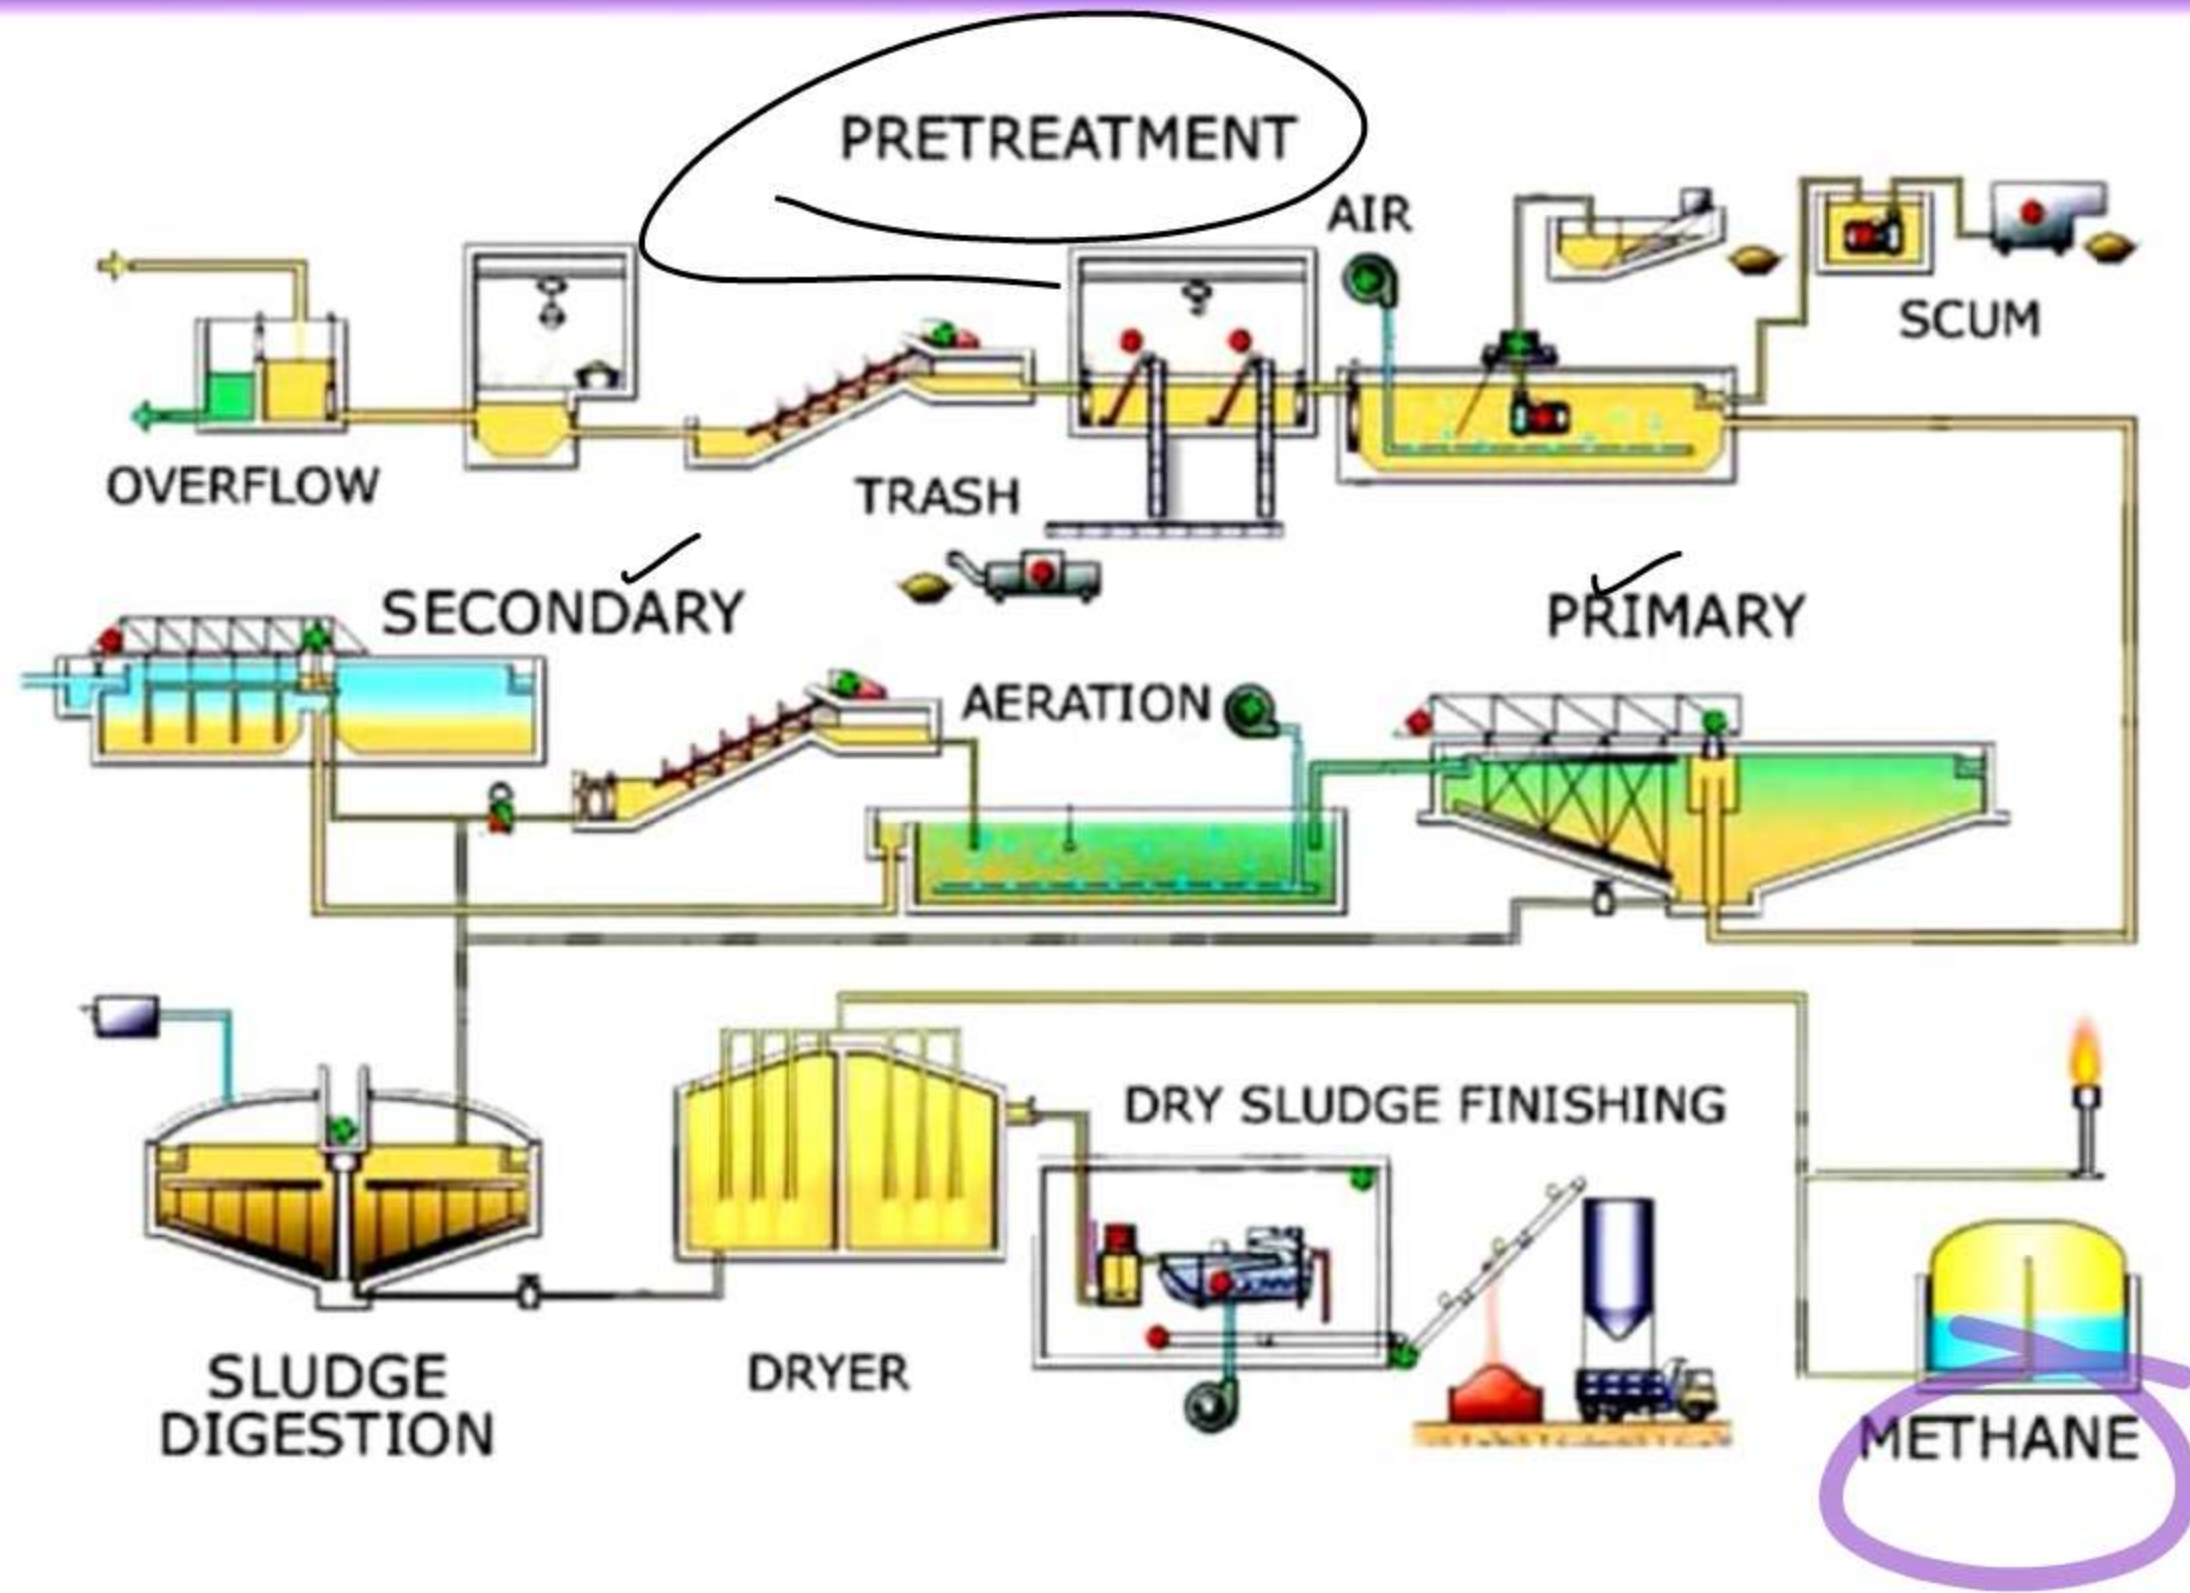 PRETREATMENT
AIR
SCUM
OVERFLOW
TRASH
SECONDARY
PRIMARY
AERATION
DRY SLUDGE FINISHING
SLUDGE
DIGESTION
DRYER
METHANE